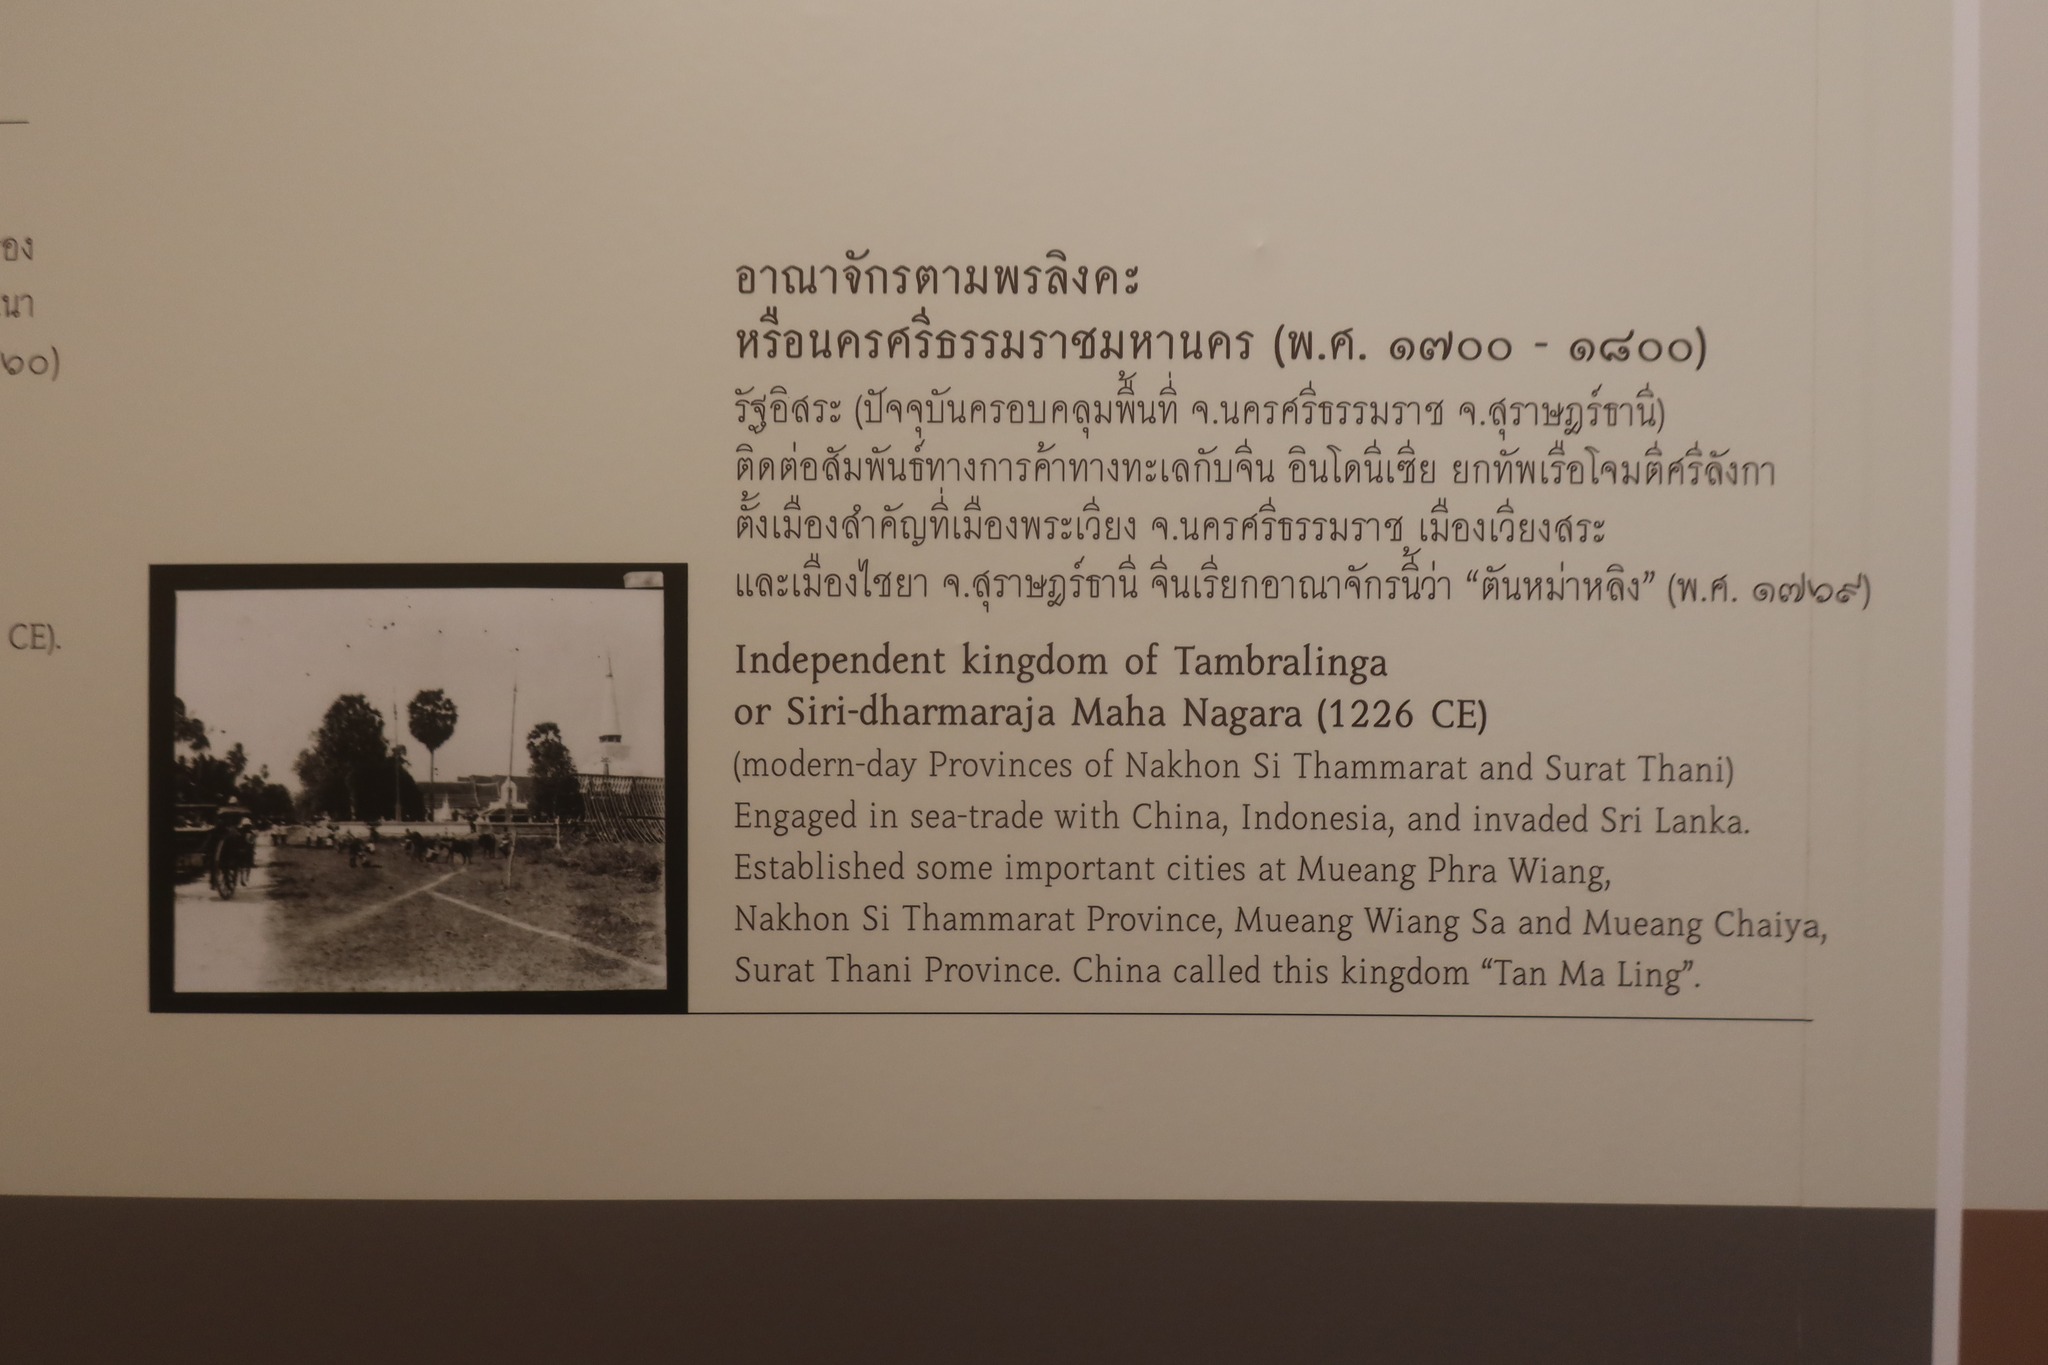 อง
นา
๖๐)
CE).
อาณาจักรตามพรลิงคะ
หรือนครศรีธรรมราชมหานคร (พ.ศ. ๑๗๐๐ - ๑๘๐๐)
รัฐอิสระ (ปัจจุบันครอบคลุมพื้นที่ จ.นครศรีธรรมราช จ.สุราษฎร์ธานี)
ติดต่อสัมพันธ์ทางการค้าทางทะเลกับจีน อินโดนีเซีย ยกทัพเรือโจมตีศรีลังกา
ตั้งเมืองสำคัญที่เมืองพระเวียง จ.นครศรีธรรมราช เมืองเวียงสระ
และเมืองไชยา จ.สุราษฎร์ธานี จีนเรียกอาณาจักรนี้ว่า “ตันหม่าหลิง” (พ.ศ. ๑๗๖๙)
Independent kingdom of Tambralinga
or Siri-dharmaraja Maha Nagara (1226 CE)
(modern-day Provinces of Nakhon Si Thammarat and Surat Thani)
Engaged in sea-trade with China, Indonesia, and invaded Sri Lanka.
Established some important cities at Mueang Phra Wiang,
Nakhon Si Thammarat Province, Mueang Wiang Sa and Mueang Chaiya,
Surat Thani Province. China called this kingdom “Tan Ma Ling”.